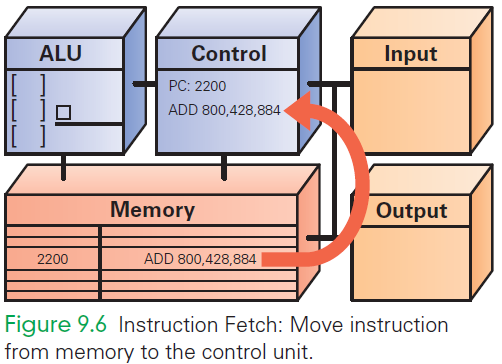 ALU
Control
Input
[ ]
[ ]
[ ]
PC: 2200
ADD 800,428,884
Memory
Output
2200
ADD 800,428,884
Figure 9.6 Instruction Fetch: Move instruction
from memory to the control unit.